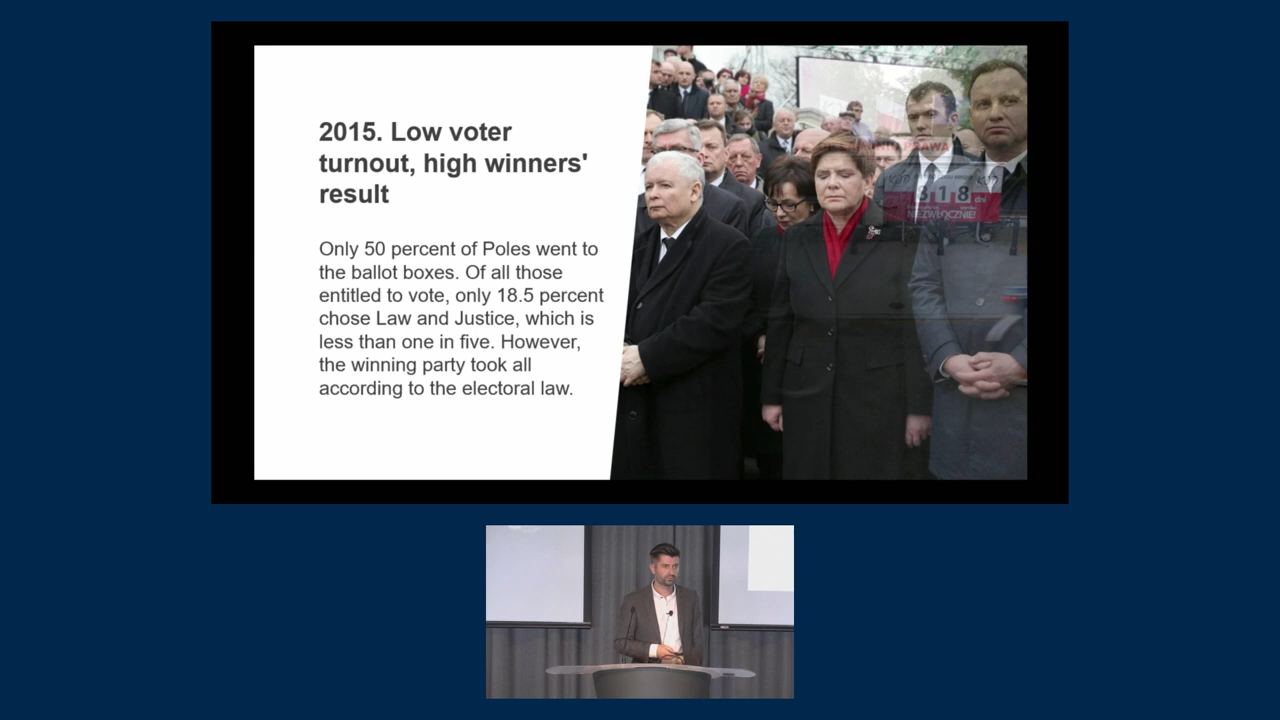 2015. Low voter
turnout, high winners'
result
Only 50 percent of Poles went to
the ballot boxes. Of all those
entitled to vote, only 18.5 percent
chose Law and Justice, which is
less than one in five. However,
the winning party took all
according to the electoral law.
318 dni
NIEZWŁOCZNIE!